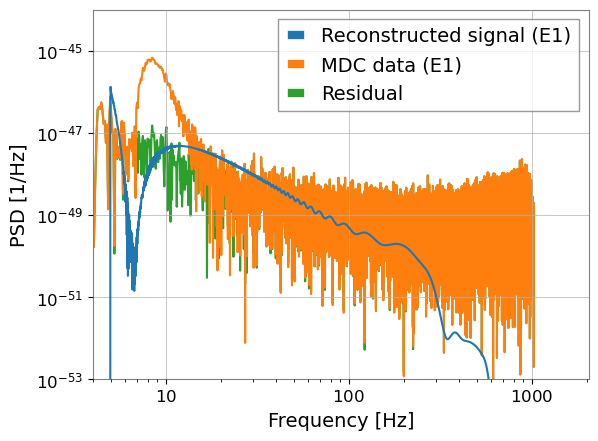 Reconstructed signal (E1)
MDC data (E1)
Residual
10⁻⁴⁵
10⁻⁴⁷
10⁻⁴⁹
10⁻⁵¹
10⁻⁵³
PSD [1/Hz]
10
100
1000
Frequency [Hz]